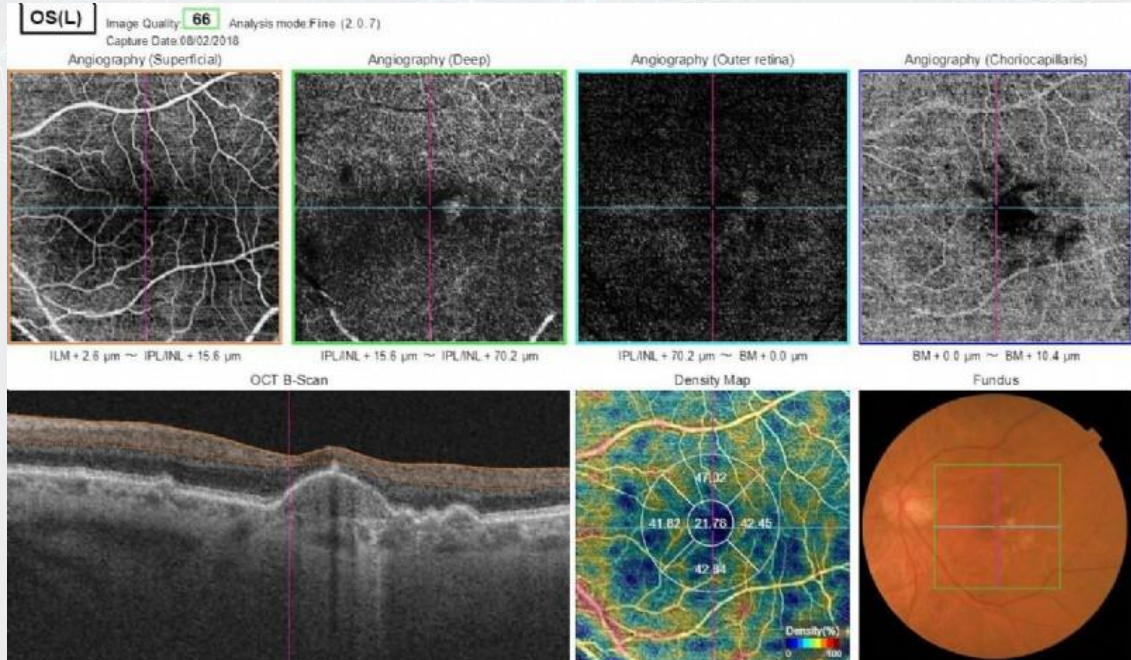 OS(L) Image Quality: 66 Analysis mode:Fine (2.0.7)
Capture Date:08/02/2018
Angiography (Superficial) Angiography (Deep) Angiography (Outer retina) Angiography (Choriocapillaris)
ILM + 2.6 µm ~ IPL/INL + 15.6 µm IPL/INL + 15.6 µm ~ IPL/INL + 70.2 µm IPL/INL + 70.2 µm ~ BM + 0.0 µm BM + 0.0 µm ~ BM + 10.4 µm
OCT B-Scan Density Map Fundus
47.02
41.82 21.78 42.45
42.84
Density(%)
0 100